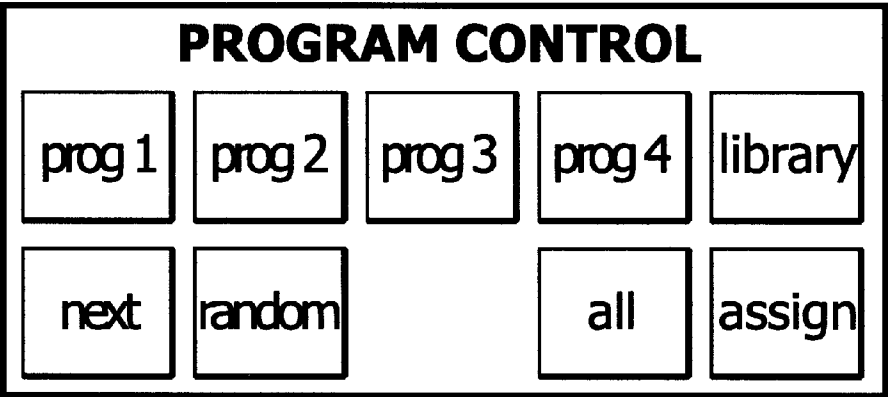 PROGRAM CONTROL
prog 1 prog 2 prog 3 prog 4 library
next random all assign